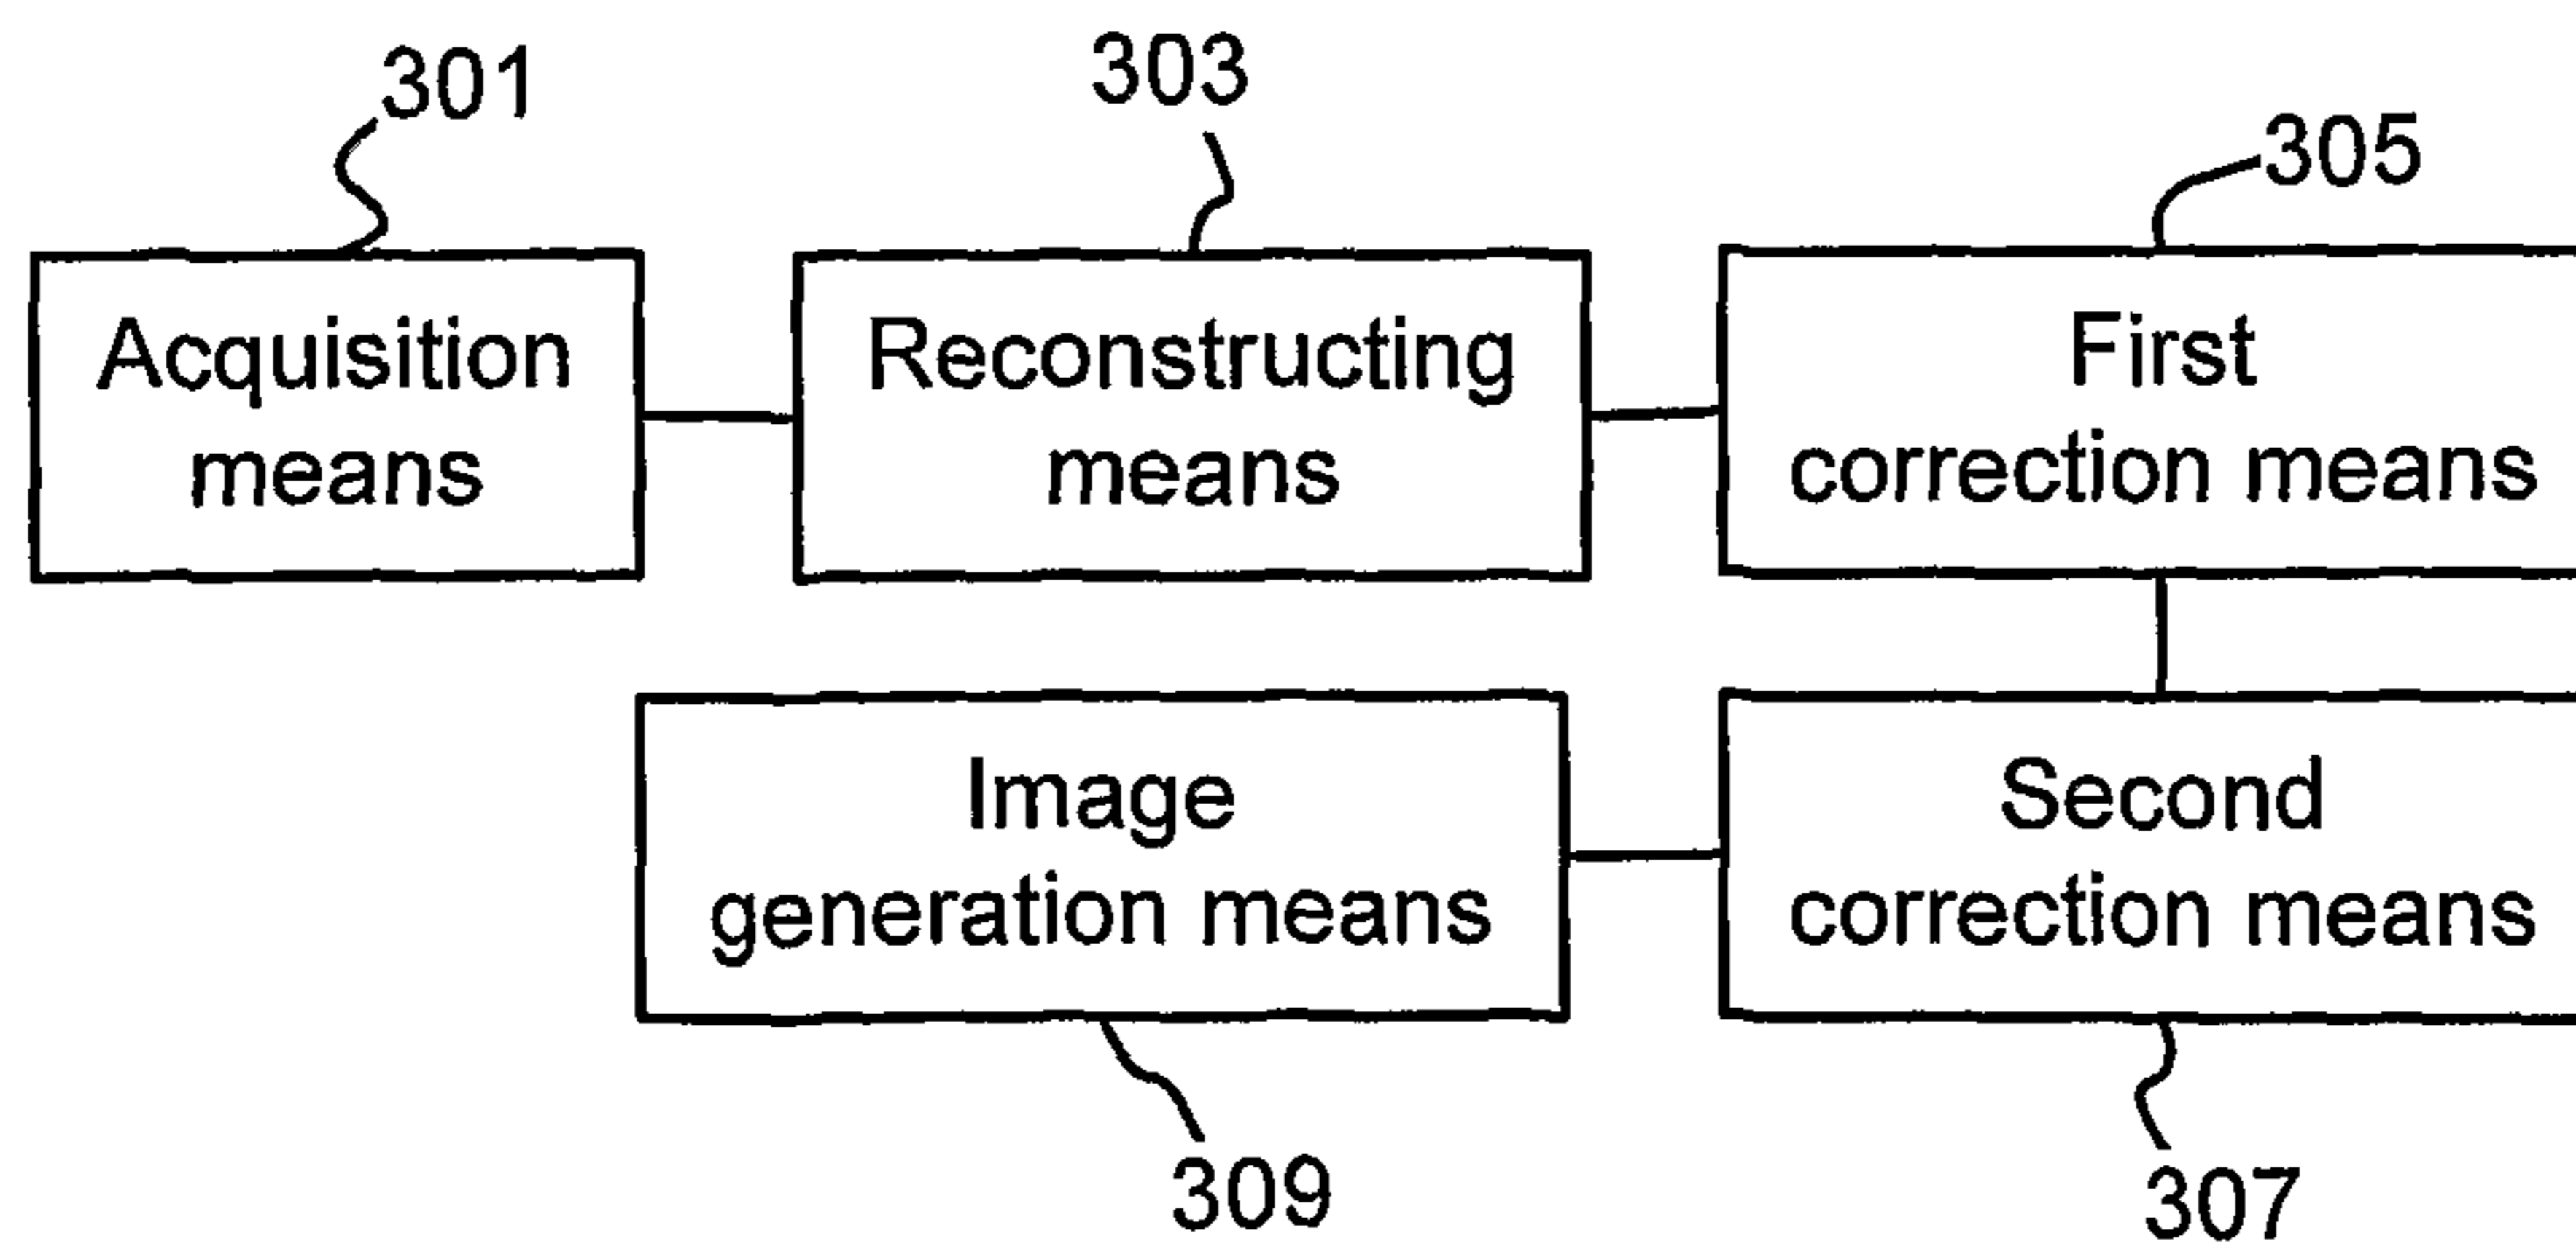 301
303
305
Acquisition
means
Reconstructing
means
First
correction means
Image
generation means
Second
correction means
309
307